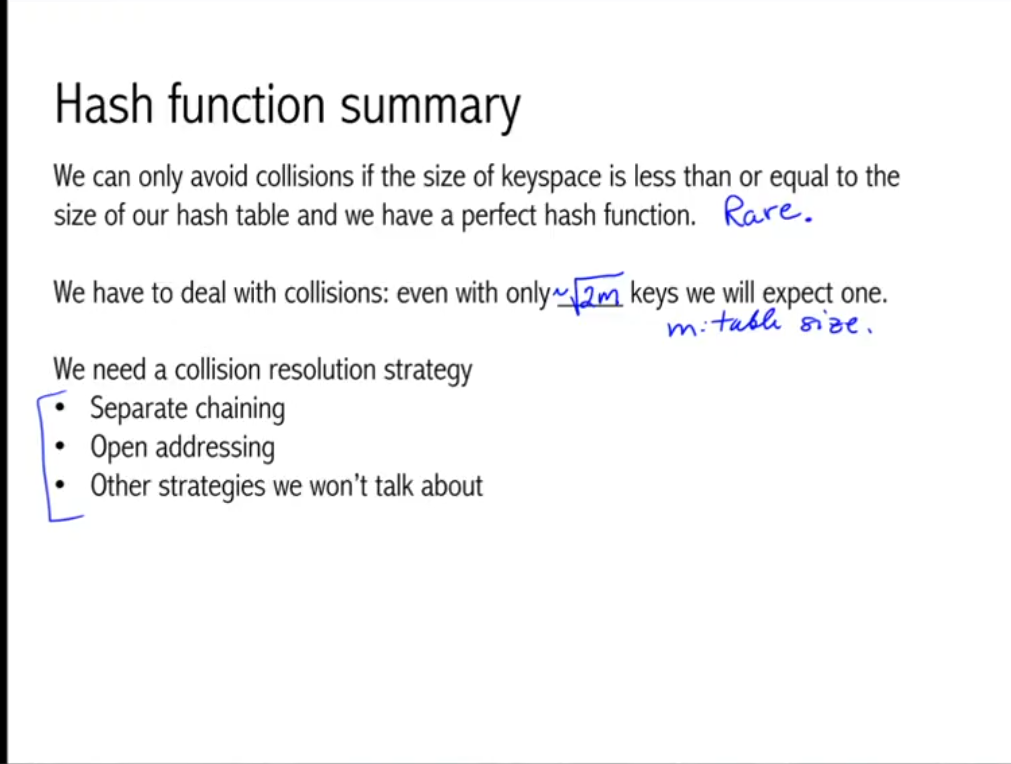 Hash function summary
We can only avoid collisions if the size of keyspace is less than or equal to the
size of our hash table and we have a perfect hash function. Rare.
We have to deal with collisions: even with only ~√2m keys we will expect one.
m: table size.
We need a collision resolution strategy
• Separate chaining
• Open addressing
• Other strategies we won't talk about